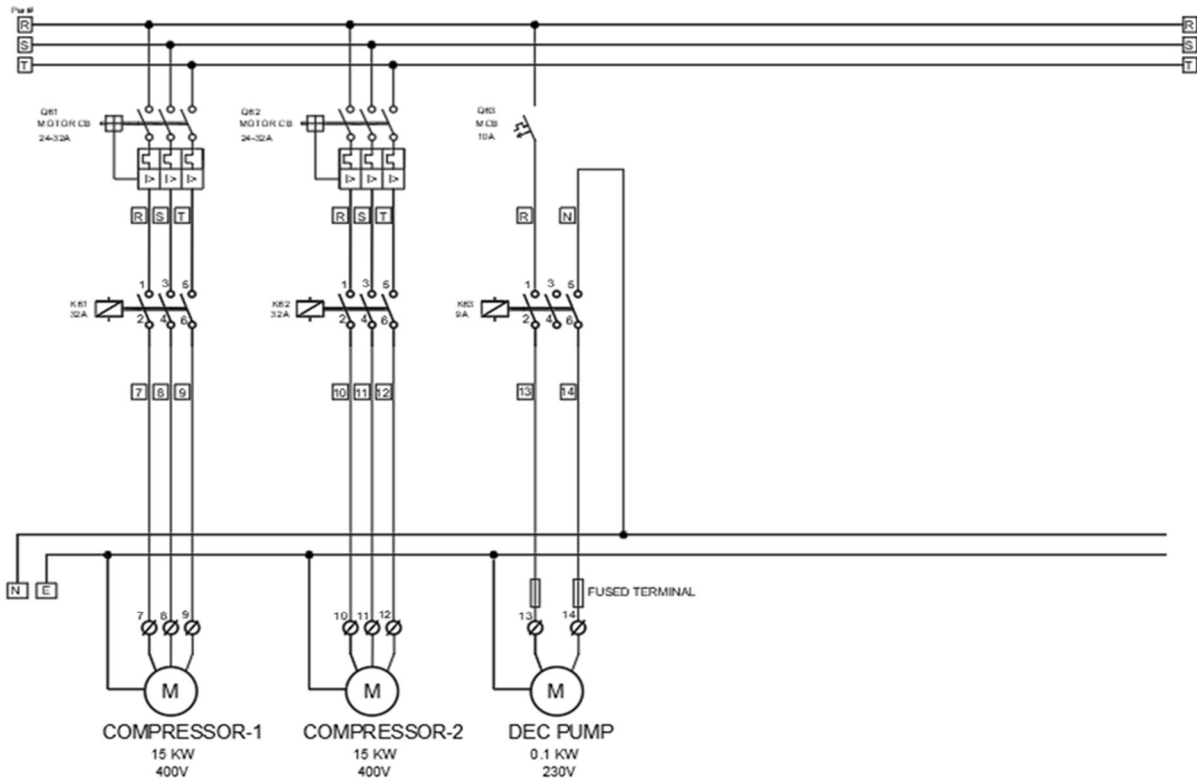 R
R
S
S
T
T
Q61
MOTOR CB
24-32A
Q62
MOTOR CB
24-32A
Q63
MCB
10A
I> I> I>
I> I> I>
R S T
R S T
R N
1 3 5
1 3 5
1 3 5
K61
32A
K62
32A
K63
9A
2 4 6
2 4 6
2 4 6
7 8 9
10 11 12
13 14
N E
FUSED TERMINAL
7 8 9
10 11 12
13 14
M
M
M
COMPRESSOR-1
15 KW
400V
COMPRESSOR-2
15 KW
400V
DEC PUMP
0.1 KW
230V